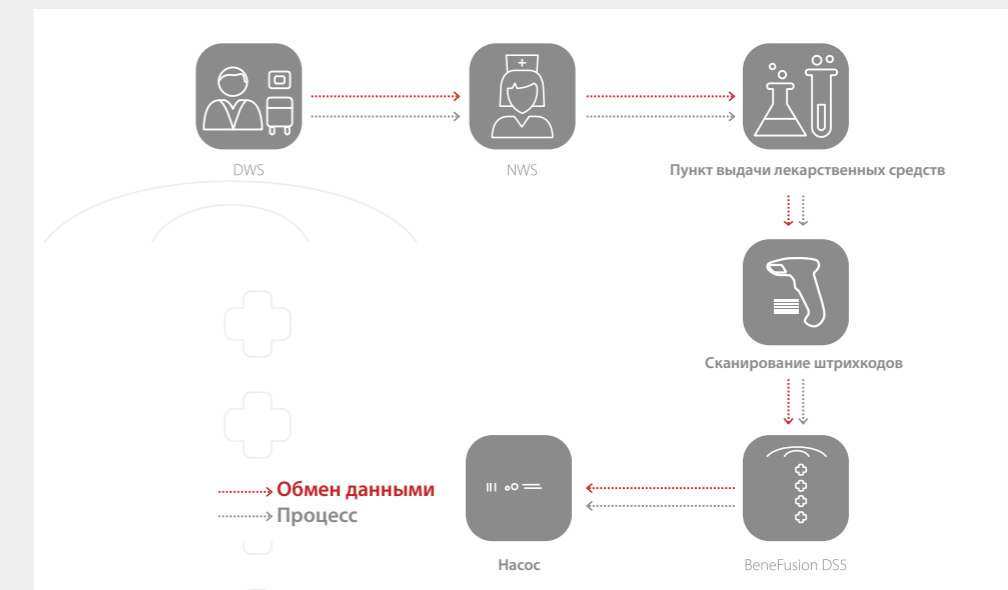 DWS
NWS
Пункт выдачи лекарственных средств
Сканирование штрихкодов
Обмен данными
Процесс
Насос
BeneFusion DS5